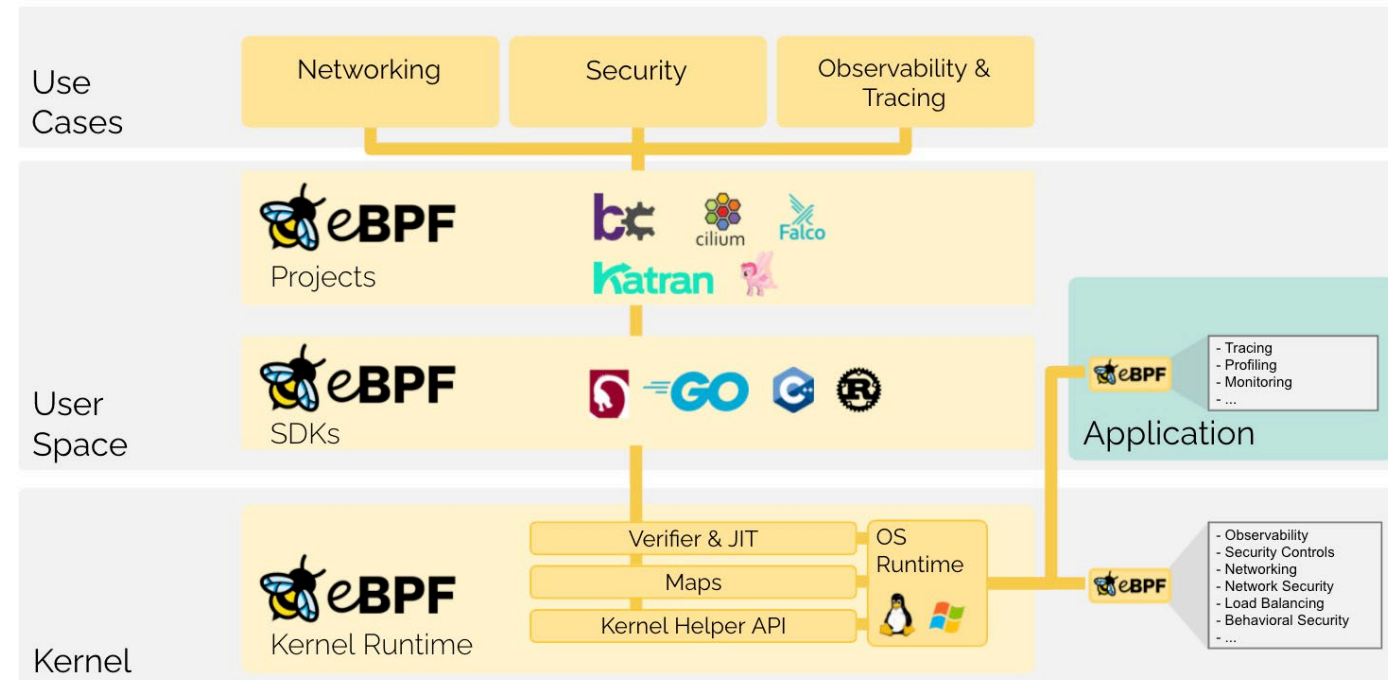 Networking
Security
Observability &
Tracing
Use
Cases
eBPF
Projects
bc
cilium
Falco
Katran
eBPF
SDKs
GO
C++
R
User
Space
eBPF
- Tracing
- Profiling
- Monitoring
- ...
Application
Verifier & JIT
Maps
Kernel Helper API
OS
Runtime
eBPF
Kernel Runtime
Kernel
eBPF
- Observability
- Security Controls
- Networking
- Network Security
- Load Balancing
- Behavioral Security
- ...